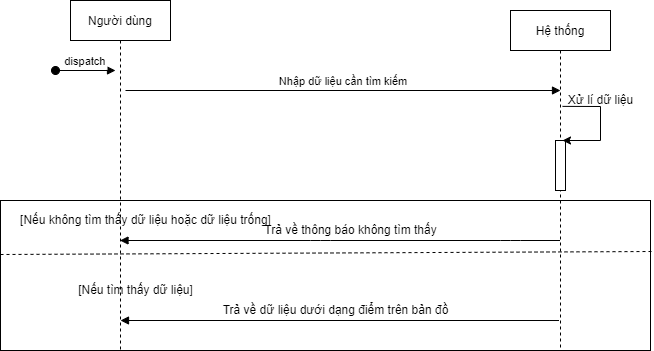 Người dùng
Hệ thống
dispatch
Nhập dữ liệu cần tìm kiếm
Xử lí dữ liệu
[Nếu không tìm thấy dữ liệu hoặc dữ liệu trống]
Trả về thông báo không tìm thấy
[Nếu tìm thấy dữ liệu]
Trả về dữ liệu dưới dạng điểm trên bản đồ